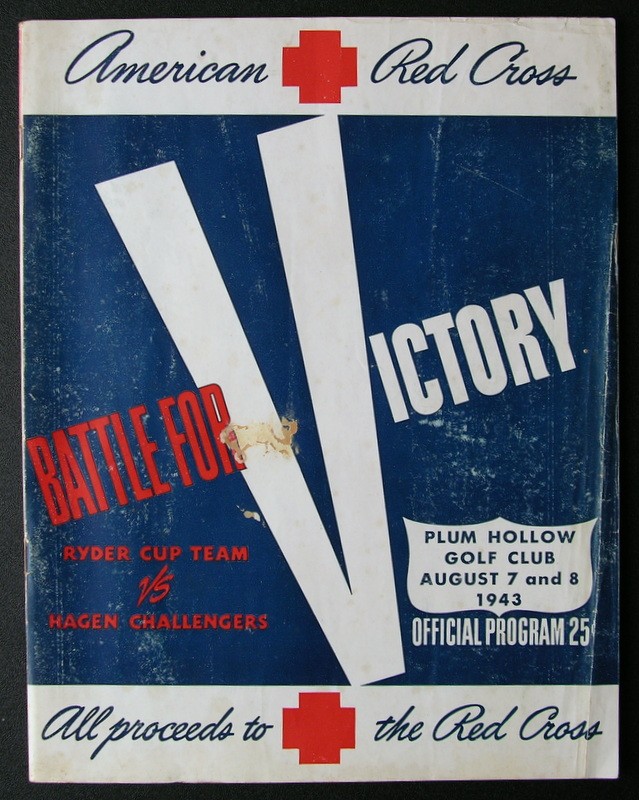 American Red Cross
BATTLE FOR VICTORY
RYDER CUP TEAM
VS
HAGEN CHALLENGERS
PLUM HOLLOW
GOLF CLUB
AUGUST 7 and 8
1943
OFFICIAL PROGRAM 25
All proceeds to the Red Cross